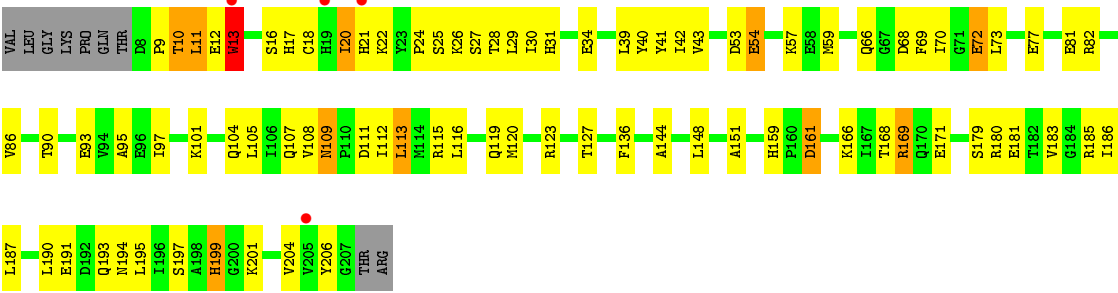 VAL LEU GLY LYS PRO GLN THR D8 P9 T10 L11 E12 W13 S16 H17 C18 H19 I20 H21 K22 Y23 P24 S25 K26 S27 T28 L29 I30 H31 E34 L39 Y40 Y41 I42 V43 D53 E54 K57 E58 M59 Q66 G67 D68 F69 I70 G71 E72 L73 E77 E81 R82
V86 T90 E93 V94 A95 E96 I97 K101 Q104 L105 I106 Q107 V108 N109 P110 D111 I112 L113 M114 R115 L116 Q119 M120 R123 T127 F136 A144 L148 A151 H159 P160 D161 K166 I167 T168 R169 Q170 E171 S179 R180 E181 T182 V183 G184 R185 I186
L187 L190 E191 D192 Q193 N194 L195 I196 S197 A198 H199 G200 K201 V204 V205 Y206 G207 THR ARG